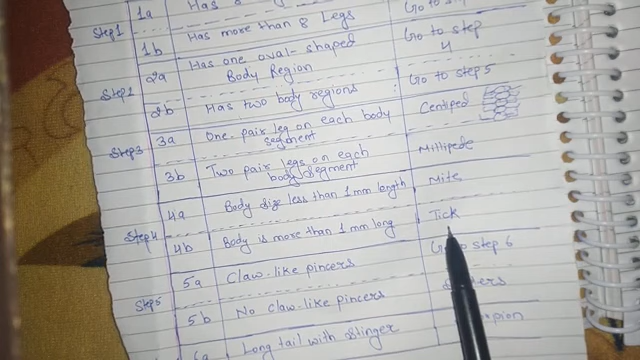 1a Has a
Step1
1b Has more than 8 Legs Go to
2a Has one oval-shaped Go to step
Body Region 4
Step2
2b Has two body regions Go to step 5
3a One pair leg on each body Centiped
segment
Step3
3b Two pair legs on each Millipede
body segment
4a Body size less than 1mm length Mite
Step4
4b Body is more than 1mm long Tick
5a Claw-like pincers Go to step 6
Step5
5b No claw-like pincers
6a Long tail with stinger